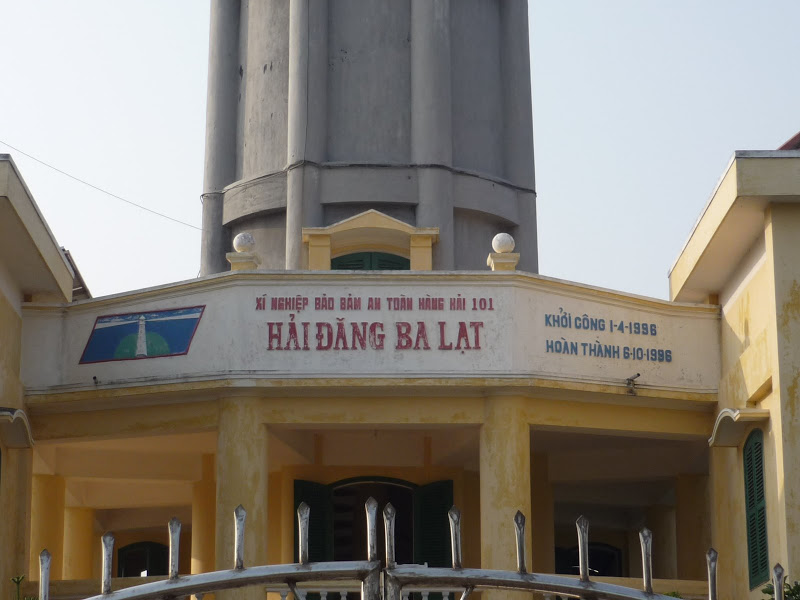 XÍ NGHIỆP BẢO ĐẢM AN TOÀN HÀNG HẢI 101
HẢI ĐĂNG BA LẠT
KHỞI CÔNG 1-4-1996
HOÀN THÀNH 6-10-1996